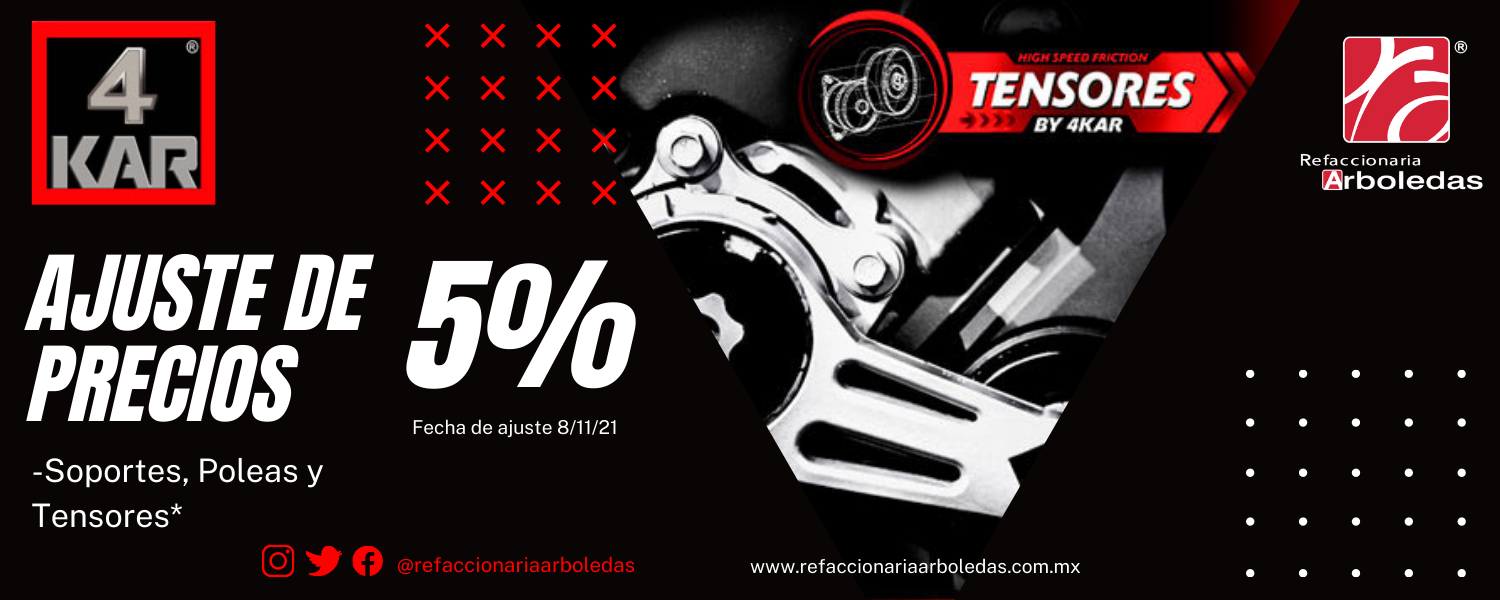 4
KAR
®
HIGH SPEED FRICTION
TENSORES
BY 4KAR
®
Refaccionaria
Arboledas
AJUSTE DE
PRECIOS
5%
Fecha de ajuste 8/11/21
-Soportes, Poleas y
Tensores*
@refaccionariaarboledas
www.refaccionariaarboledas.com.mx